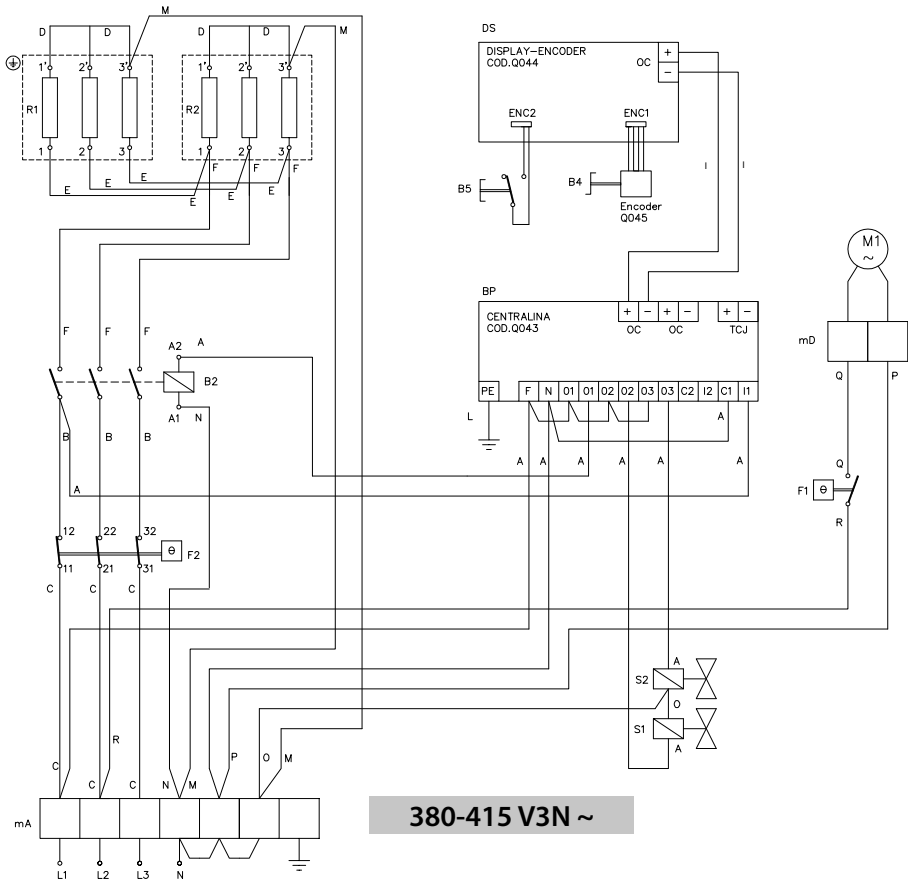 M
M
DS
D D D D
DISPLAY-ENCODER
COD.Q044
+
OC
−
1' 2' 3' 1' 2' 3'
R1 R2
ENC2 ENC1
1 2 3 1 2 3
F F F
E E E E E E
I I
B5 B4
Encoder
Q045
M1
~
BP
CENTRALINA
COD.Q043
+ − + − + −
OC OC TCJ
mD
F F F
A2 A
B2
Q P
PE F N 01 01 02 02 03 03 C2 I2 C1 I1
A1 N
L
A
B B B
A A A A A A
Q
A
F1 θ
R
12 22 32
θ F2
11 21 31
C C C
A
S2
O
R
S1
P O M
A
C
C C N M
mA
380-415 V3N ~
L1 L2 L3 N